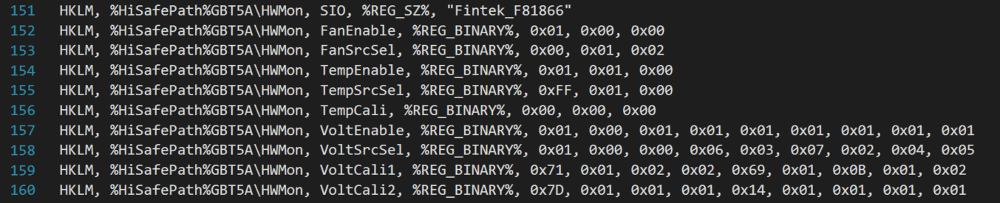 151 HKLM, %HiSafePath%GBT5A\HWMon, SIO, %REG_SZ%, "Fintek_F81866"
152 HKLM, %HiSafePath%GBT5A\HWMon, FanEnable, %REG_BINARY%, 0x01, 0x00, 0x00
153 HKLM, %HiSafePath%GBT5A\HWMon, FanSrcSel, %REG_BINARY%, 0x00, 0x01, 0x02
154 HKLM, %HiSafePath%GBT5A\HWMon, TempEnable, %REG_BINARY%, 0x01, 0x01, 0x00
155 HKLM, %HiSafePath%GBT5A\HWMon, TempSrcSel, %REG_BINARY%, 0xFF, 0x01, 0x00
156 HKLM, %HiSafePath%GBT5A\HWMon, TempCali, %REG_BINARY%, 0x00, 0x00, 0x00
157 HKLM, %HiSafePath%GBT5A\HWMon, VoltEnable, %REG_BINARY%, 0x01, 0x00, 0x01, 0x01, 0x01, 0x01, 0x01, 0x01, 0x01
158 HKLM, %HiSafePath%GBT5A\HWMon, VoltSrcSel, %REG_BINARY%, 0x01, 0x00, 0x00, 0x06, 0x03, 0x07, 0x02, 0x04, 0x05
159 HKLM, %HiSafePath%GBT5A\HWMon, VoltCali1, %REG_BINARY%, 0x71, 0x01, 0x02, 0x02, 0x69, 0x01, 0x0B, 0x01, 0x02
160 HKLM, %HiSafePath%GBT5A\HWMon, VoltCali2, %REG_BINARY%, 0x7D, 0x01, 0x01, 0x01, 0x14, 0x01, 0x01, 0x01, 0x01